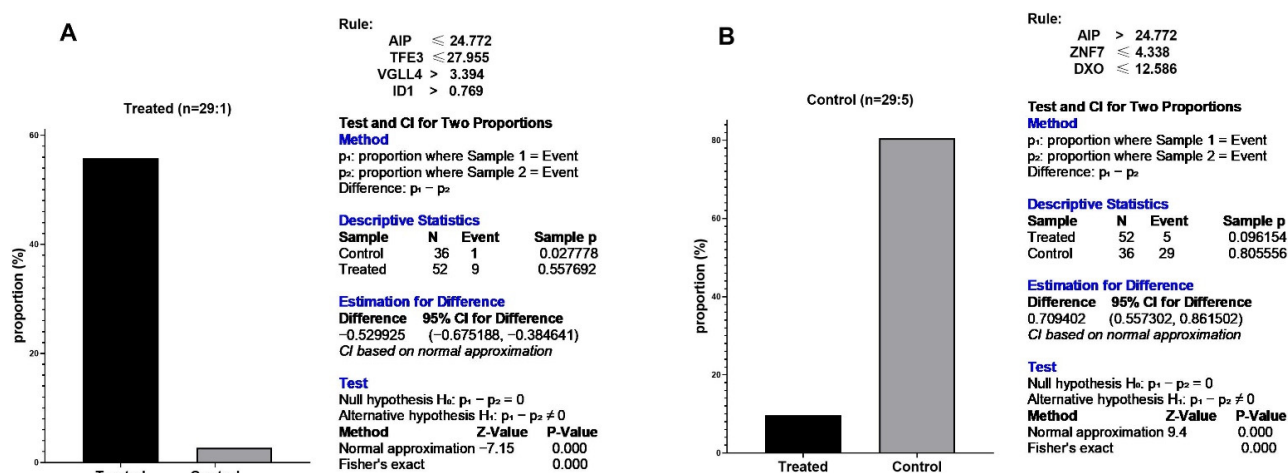 A
Rule:
AIP ≤ 24.772
TFE3 ≤27.955
VGLL4 > 3.394
ID1 > 0.769
Treated (n=29:1)
60
40
20
0
proportion (%)
Test and CI for Two Proportions
Method
p₁: proportion where Sample 1 = Event
p₂: proportion where Sample 2 = Event
Difference: p₁ − p₂
Descriptive Statistics
Sample N Event Sample p
Control 36 1 0.027778
Treated 52 9 0.557692
Estimation for Difference
Difference 95% CI for Difference
−0.529925 (−0.675188, −0.384641)
CI based on normal approximation
Test
Null hypothesis H₀: p₁ − p₂ = 0
Alternative hypothesis H₁: p₁ − p₂ ≠ 0
Method Z-Value P-Value
Normal approximation −7.15 0.000
Fisher's exact 0.000
B
Rule:
AIP > 24.772
ZNF7 ≤ 4.338
DXO ≤ 12.586
Control (n=29:5)
80
60
40
20
0
proportion (%)
Treated Control
Test and CI for Two Proportions
Method
p₁: proportion where Sample 1 = Event
p₂: proportion where Sample 2 = Event
Difference: p₁ − p₂
Descriptive Statistics
Sample N Event Sample p
Treated 52 5 0.096154
Control 36 29 0.805556
Estimation for Difference
Difference 95% CI for Difference
0.709402 (0.557302, 0.861502)
CI based on normal approximation
Test
Null hypothesis H₀: p₁ − p₂ = 0
Alternative hypothesis H₁: p₁ − p₂ ≠ 0
Method Z-Value P-Value
Normal approximation 9.4 0.000
Fisher's exact 0.000